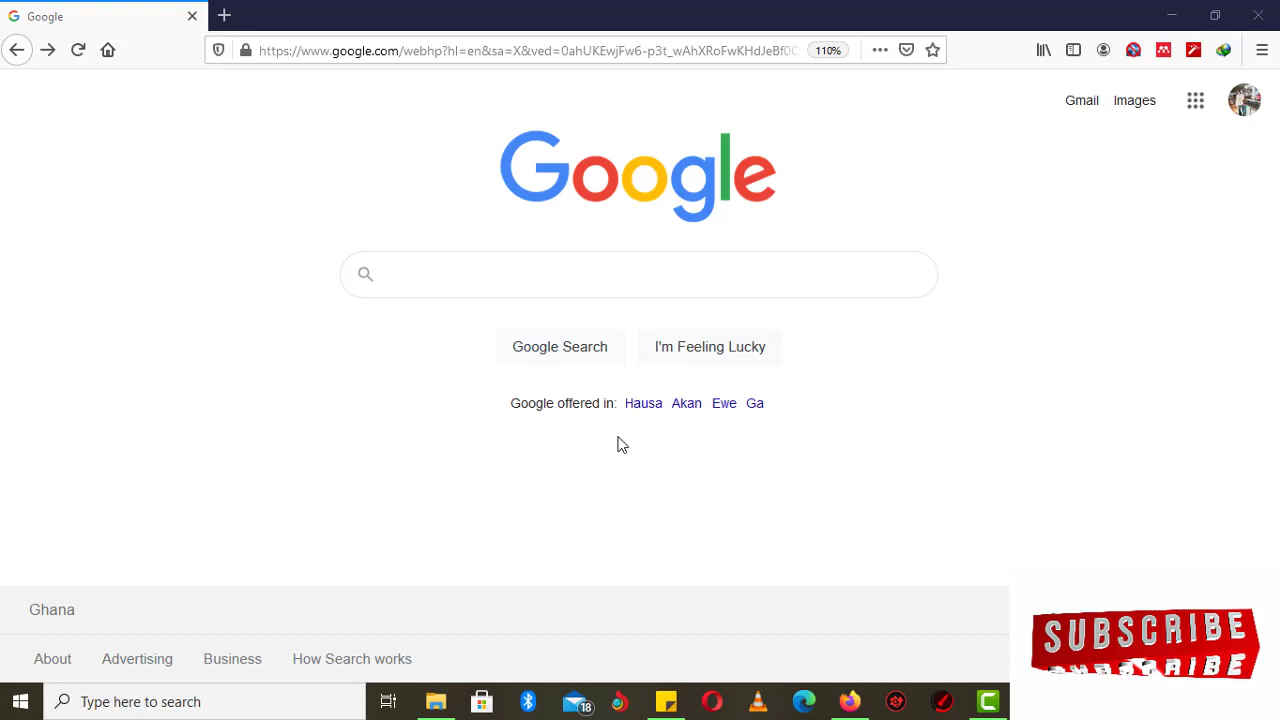 Google
https://www.google.com/webhp?hl=en&sa=X&ved=0ahUKEwjFw6-p3t_wAhXRoFwKHdJeBf0C
110%
Gmail Images
Google
Google Search I'm Feeling Lucky
Google offered in: Hausa Akan Ewe Ga
Ghana
About Advertising Business How Search works
SUBSCRIBE
Type here to search
18